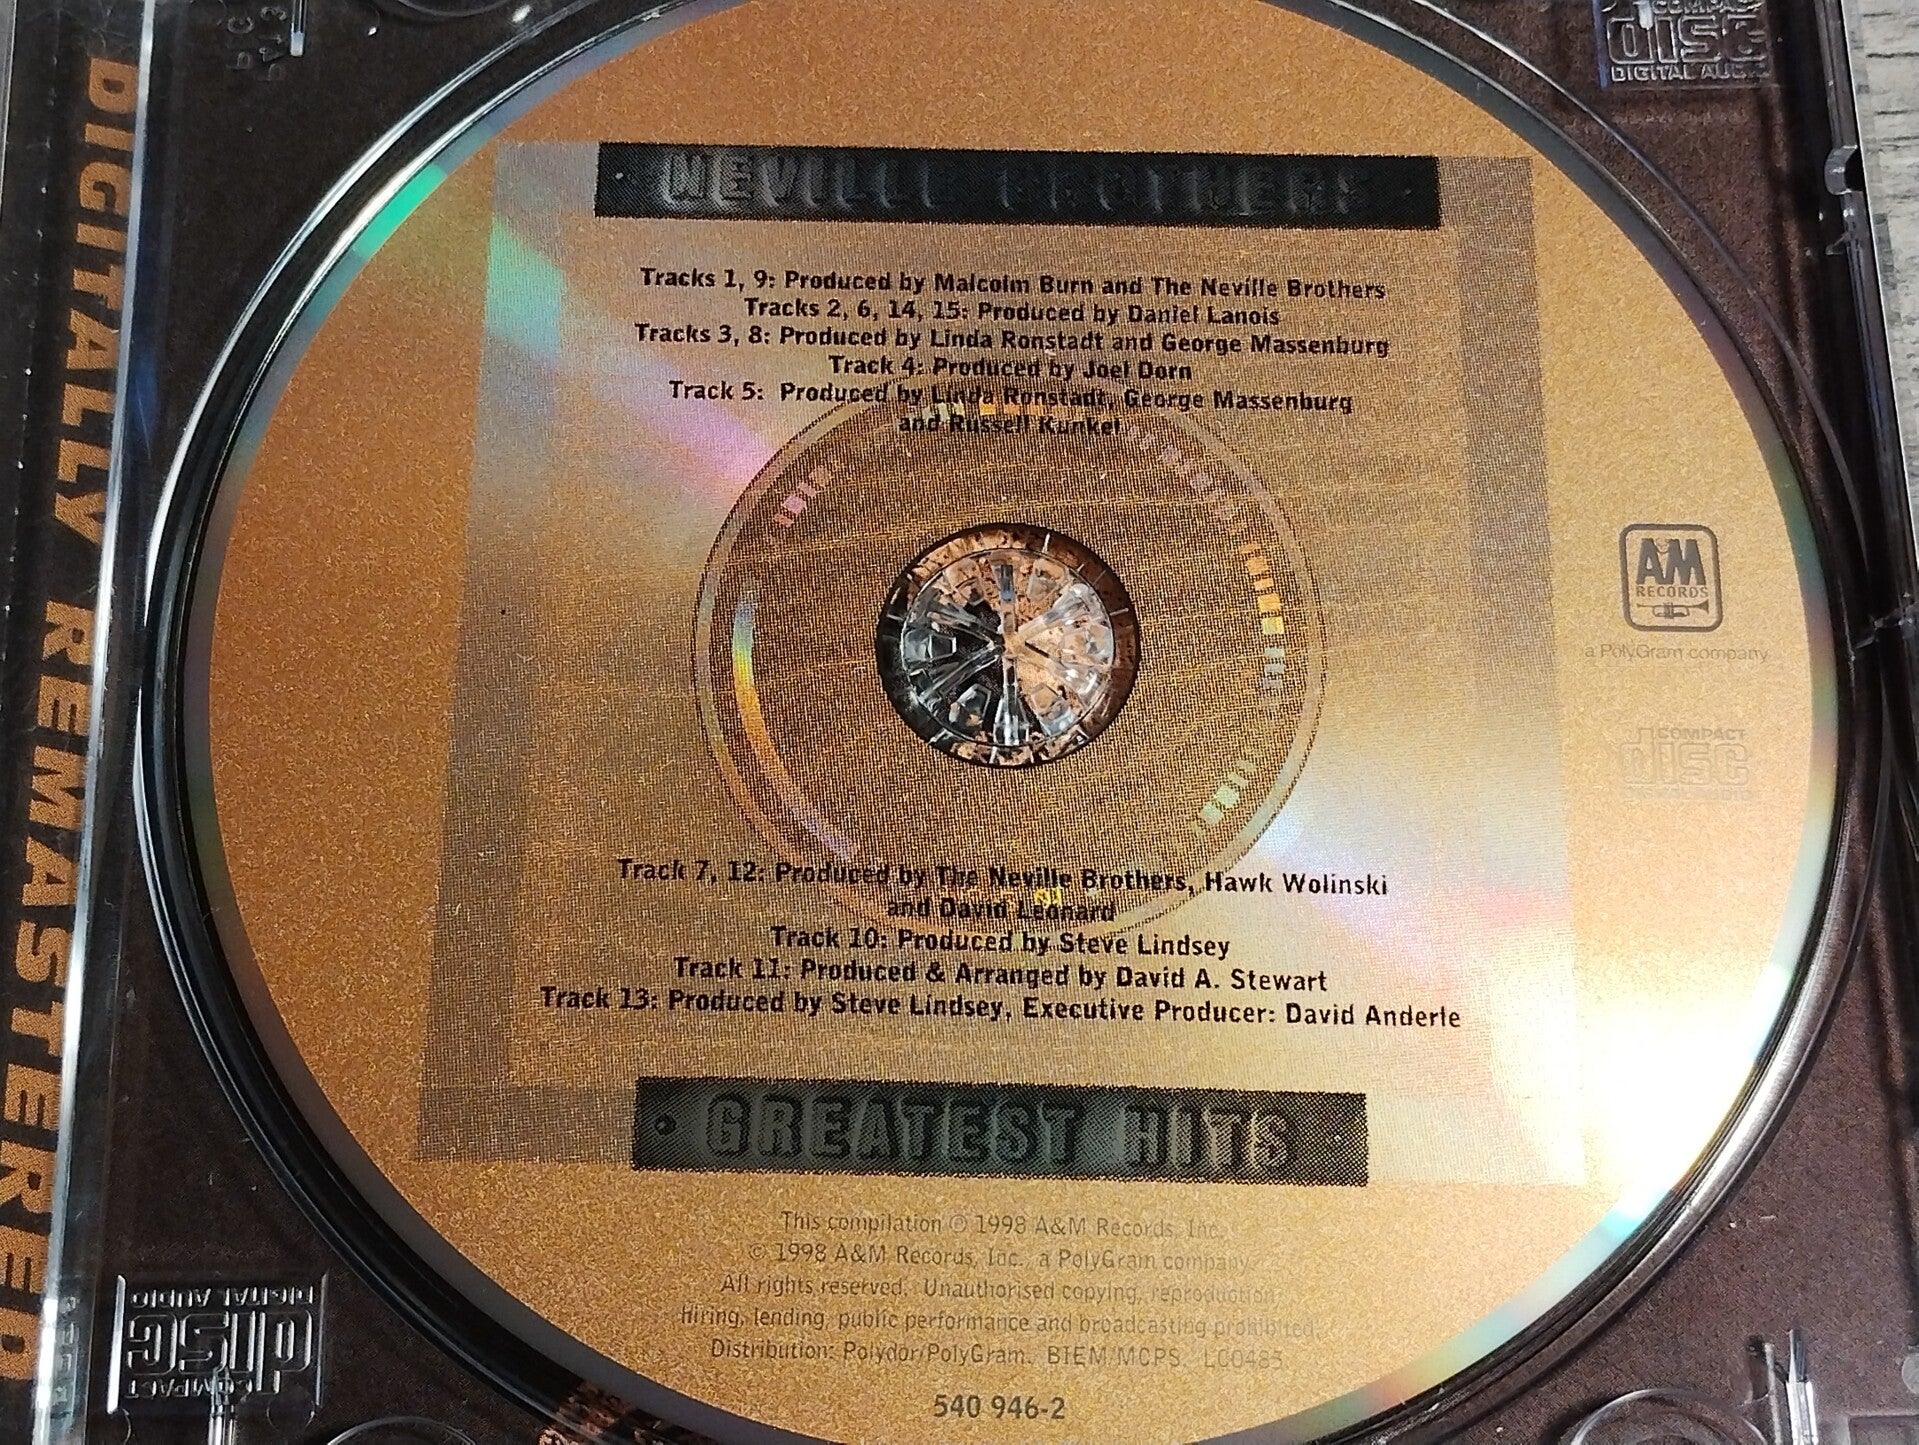 DIGITALLY REMASTERED
COMPACT
disc
DIGITAL AUDIO
NEVILLE BROTHERS
Tracks 1, 9: Produced by Malcolm Burn and The Neville Brothers
Tracks 2, 6, 14, 15: Produced by Daniel Lanois
Tracks 3, 8: Produced by Linda Ronstadt and George Massenburg
Track 4: Produced by Joel Dorn
Track 5: Produced by Linda Ronstadt, George Massenburg
and Russell Kunkel
A&M
RECORDS
a PolyGram company
COMPACT
disc
Track 7, 12: Produced by The Neville Brothers, Hawk Wolinski
and David Leonard
Track 10: Produced by Steve Lindsey
Track 11: Produced & Arranged by David A. Stewart
Track 13: Produced by Steve Lindsey, Executive Producer: David Anderle
GREATEST HITS
This compilation ℗ 1998 A&M Records, Inc.
© 1998 A&M Records, Inc., a PolyGram company
All rights reserved. Unauthorised copying, reproduction,
hiring, lending, public performance and broadcasting prohibited.
Distribution: Polydor/PolyGram. BIEM/MCPS. LC0485
540 946-2
COMPACT
disc
DIGITAL AUDIO